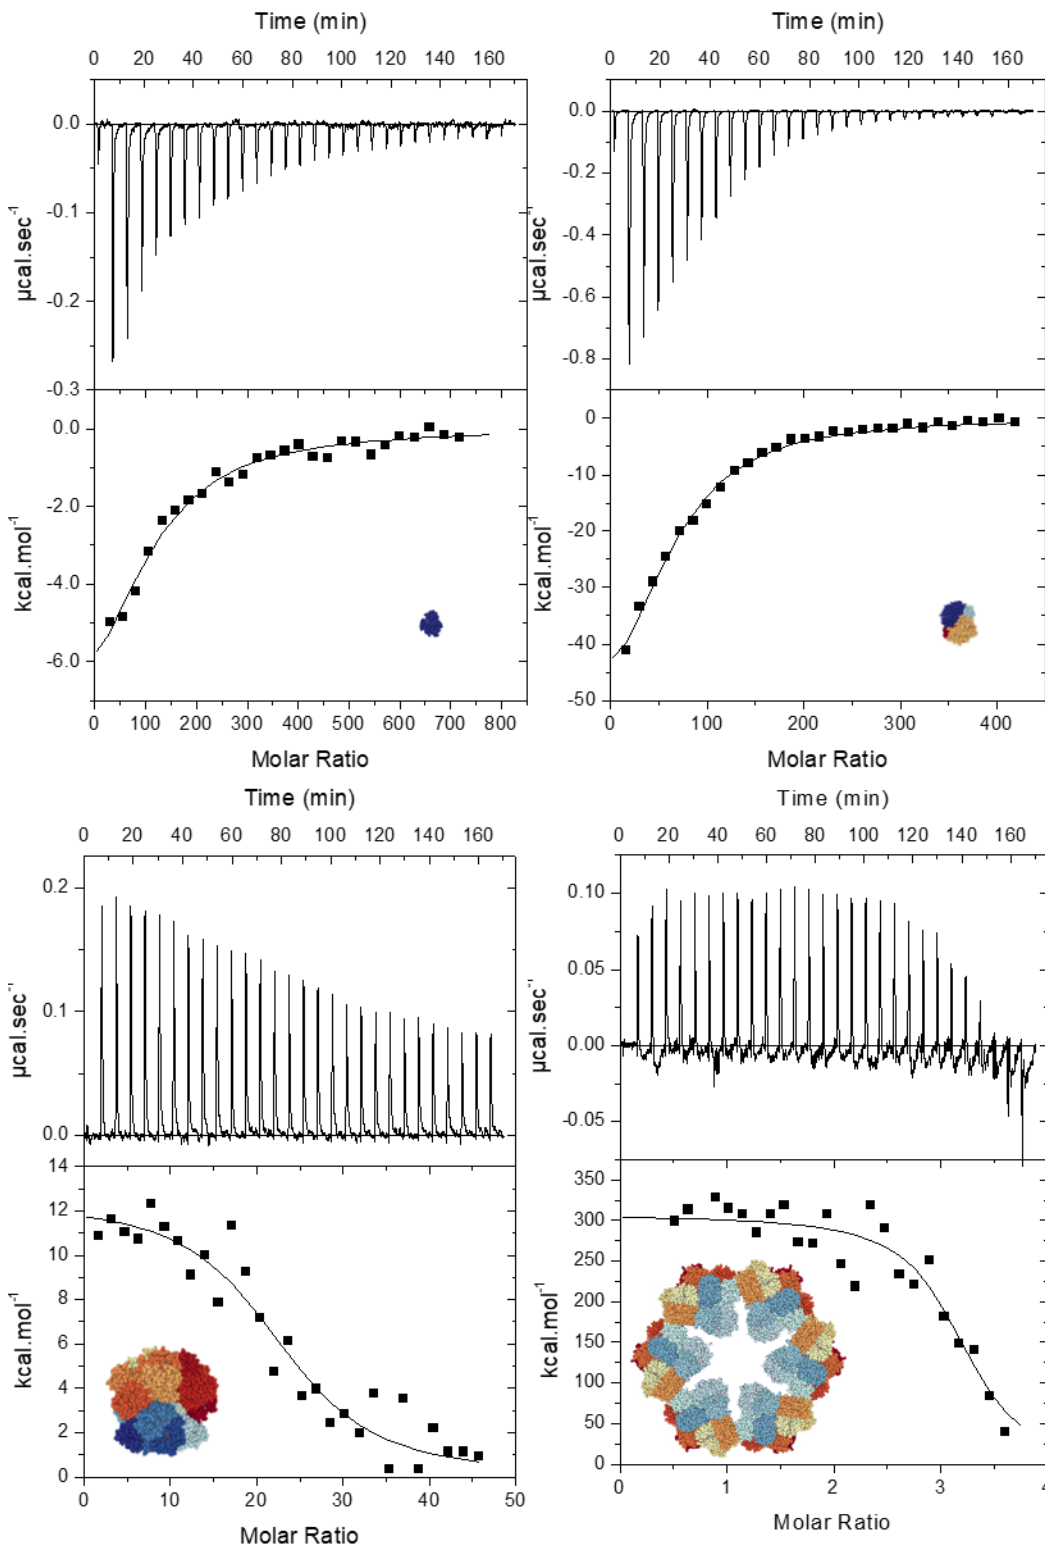 Time (min)
0 20 40 60 80 100 120 140 160
0.0
-0.1
-0.2
-0.3
µcal.sec⁻¹
0.0
-2.0
-4.0
-6.0
kcal.mol⁻¹
0 100 200 300 400 500 600 700 800
Molar Ratio
Time (min)
0 20 40 60 80 100 120 140 160
0.0
-0.2
-0.4
-0.6
-0.8
µcal.sec⁻¹
0
-10
-20
-30
-40
-50
kcal.mol⁻¹
0 100 200 300 400
Molar Ratio
Time (min)
0 20 40 60 80 100 120 140 160
0.2
0.1
0.0
µcal.sec⁻¹
14
12
10
8
6
4
2
0
kcal.mol⁻¹
0 10 20 30 40 50
Molar Ratio
Time (min)
0 20 40 60 80 100 120 140 160
0.10
0.05
0.00
-0.05
µcal.sec⁻¹
350
300
250
200
150
100
50
0
kcal.mol⁻¹
0 1 2 3 4
Molar Ratio